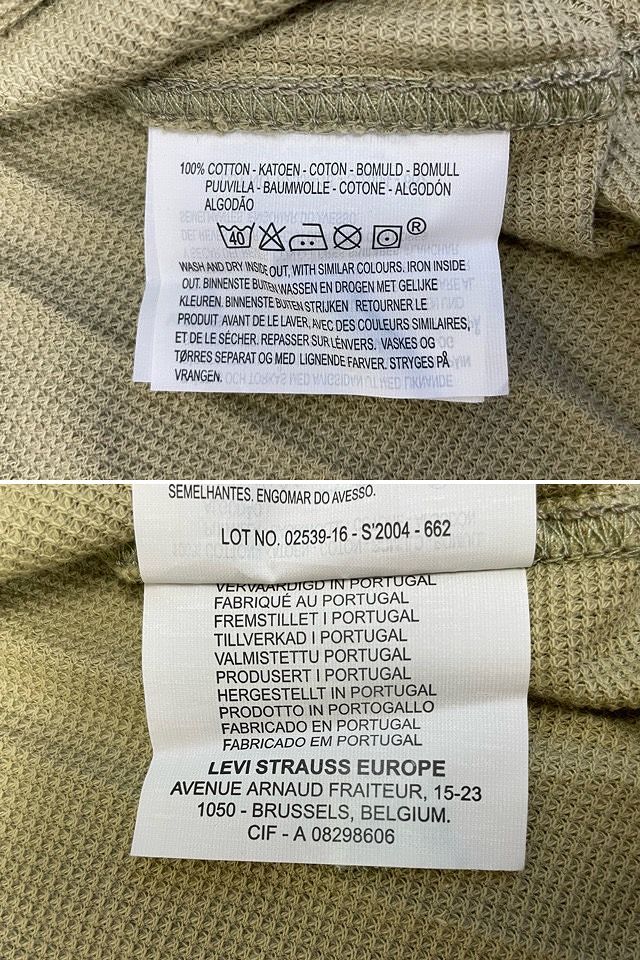 100% COTTON - KATOEN - COTON - BOMULD - BOMULL
PUUVILLA - BAUMWOLLE - COTONE - ALGODÓN
ALGODÃO
40 ®
WASH AND DRY INSIDE OUT, WITH SIMILAR COLOURS. IRON INSIDE
OUT. BINNENSTE BUITEN WASSEN EN DROGEN MET GELIJKE
KLEUREN. BINNENSTE BUITEN STRIJKEN RETOURNER LE
PRODUIT AVANT DE LE LAVER, AVEC DES COULEURS SIMILAIRES,
ET DE LE SÉCHER. REPASSER SUR LÉNVERS. VASKES OG
TØRRES SEPARAT OG MED LIGNENDE FARVER. STRYGES PÅ
VRANGEN.
SEMELHANTES. ENGOMAR DO AVESSO.
LOT NO. 02539-16 - S'2004 - 662
VERVAARDIGD IN PORTUGAL
FABRIQUÉ AU PORTUGAL
FREMSTILLET I PORTUGAL
TILLVERKAD I PORTUGAL
VALMISTETTU PORTUGAL
PRODUSERT I PORTUGAL
HERGESTELLT IN PORTUGAL
PRODOTTO IN PORTOGALLO
FABRICADO EN PORTUGAL
FABRICADO EM PORTUGAL
LEVI STRAUSS EUROPE
AVENUE ARNAUD FRAITEUR, 15-23
1050 - BRUSSELS, BELGIUM.
CIF - A 08298606